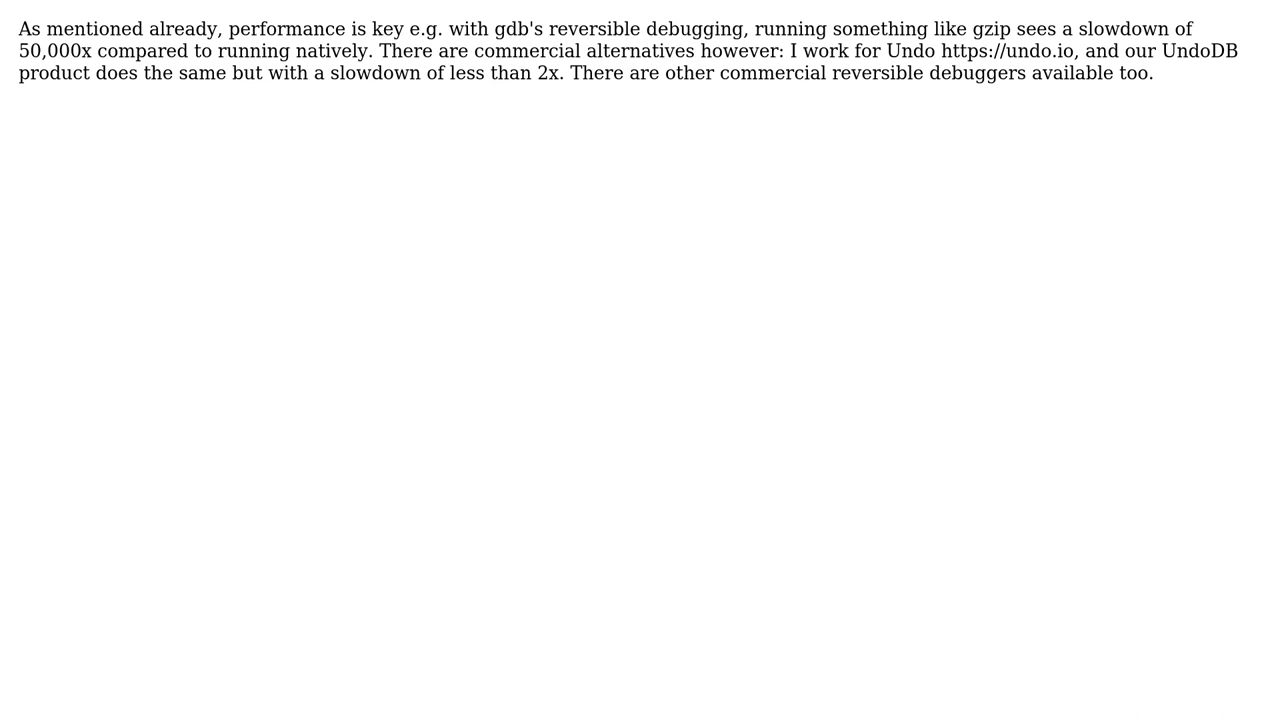 As mentioned already, performance is key e.g. with gdb's reversible debugging, running something like gzip sees a slowdown of
50,000x compared to running natively. There are commercial alternatives however: I work for Undo https://undo.io, and our UndoDB
product does the same but with a slowdown of less than 2x. There are other commercial reversible debuggers available too.